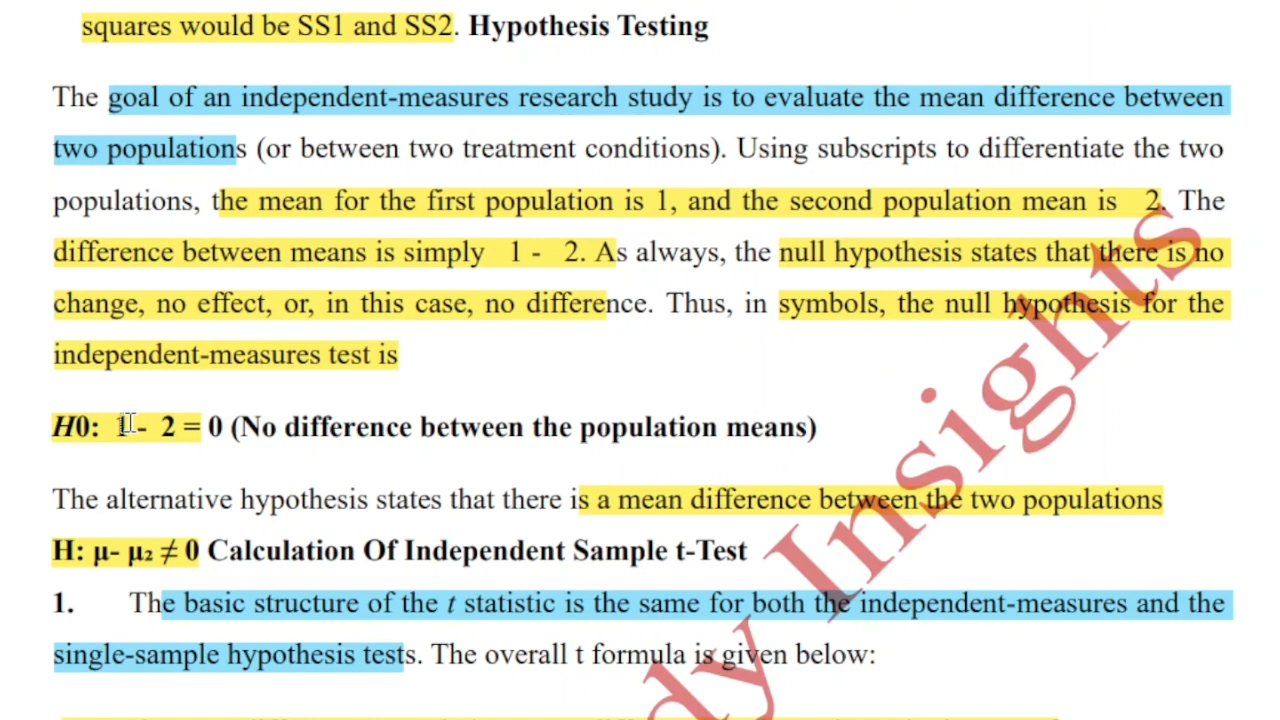 squares would be SS1 and SS2. Hypothesis Testing
The goal of an independent-measures research study is to evaluate the mean difference between
two populations (or between two treatment conditions). Using subscripts to differentiate the two
populations, the mean for the first population is 1, and the second population mean is 2. The
difference between means is simply 1 - 2. As always, the null hypothesis states that there is no
change, no effect, or, in this case, no difference. Thus, in symbols, the null hypothesis for the
independent-measures test is
H0: 1 - 2 = 0 (No difference between the population means)
The alternative hypothesis states that there is a mean difference between the two populations
H: μ- μ₂ ≠ 0 Calculation Of Independent Sample t-Test
1. The basic structure of the t statistic is the same for both the independent-measures and the
single-sample hypothesis tests. The overall t formula is given below:
dy Insights